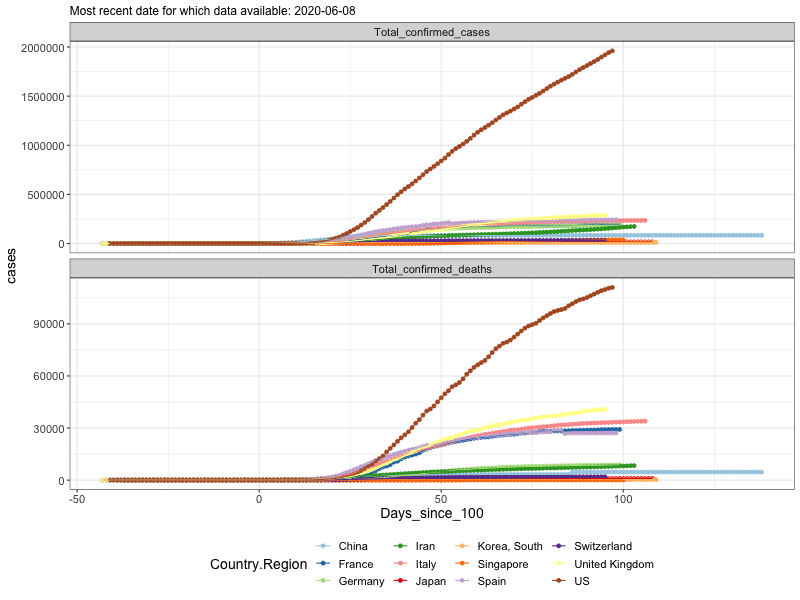 Most recent date for which data available: 2020-06-08
Total_confirmed_cases
2000000
1500000
1000000
500000
0
cases
Total_confirmed_deaths
90000
60000
30000
0
-50 0 50 100
Days_since_100
Country.Region
China Iran Korea, South Switzerland
France Italy Singapore United Kingdom
Germany Japan Spain US